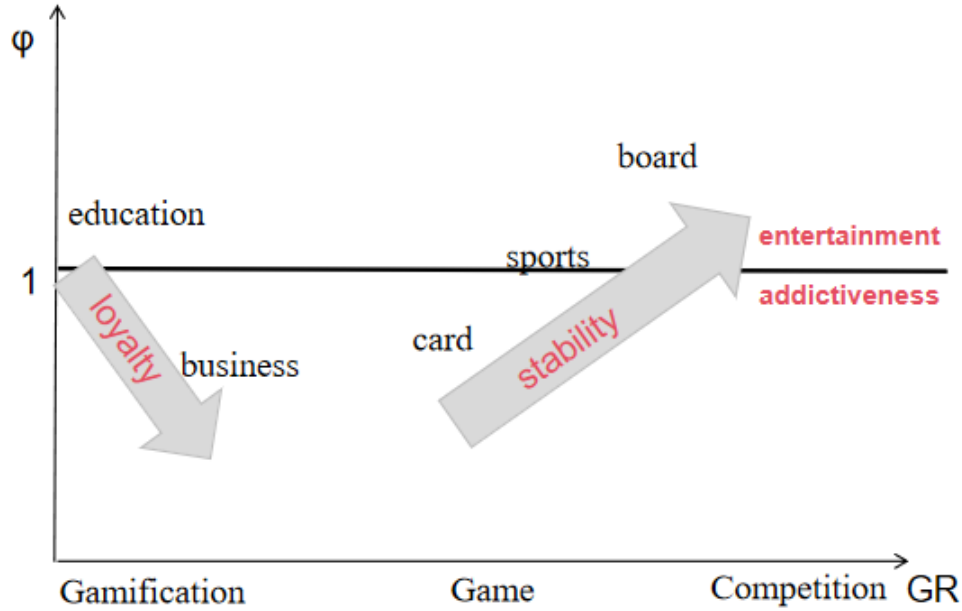 φ
board
education
entertainment
sports
1
addictiveness
loyalty
stability
card
business
Gamification
Game
Competition
GR